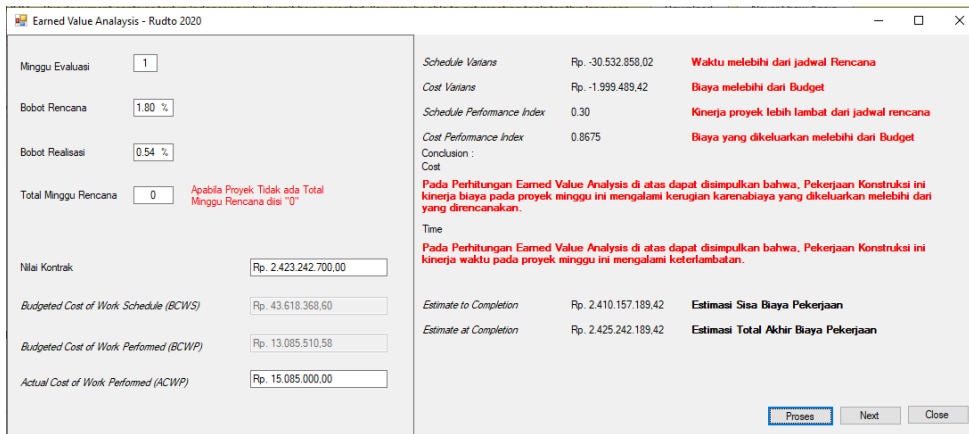 Earned Value Analaysis - Rudto 2020
Minggu Evaluasi 1
Bobot Rencana 1.80 %
Bobot Realisasi 0.54 %
Total Minggu Rencana 0 Apabila Proyek Tidak ada Total
Minggu Rencana diisi "0"
Nilai Kontrak Rp. 2.423.242.700,00
Budgeted Cost of Work Schedule (BCWS) Rp. 43.618.368,60
Budgeted Cost of Work Performed (BCWP) Rp. 13.085.510,58
Actual Cost of Work Performed (ACWP) Rp. 15.085.000,00
Schedule Varians Rp. -30.532.858,02 Waktu melebihi dari jadwal Rencana
Cost Varians Rp. -1.999.489,42 Biaya melebihi dari Budget
Schedule Performance Index 0.30 Kinerja proyek lebih lambat dari jadwal rencana
Cost Perfomance Index 0.8675 Biaya yang dikeluarkan melebihi dari Budget
Conclusion :
Cost
Pada Perhitungan Earned Value Analysis di atas dapat disimpulkan bahwa, Pekerjaan Konstruksi ini
kinerja biaya pada proyek minggu ini mengalami kerugian karenabiaya yang dikeluarkan melebihi dari
yang direncanakan.
Time
Pada Perhitungan Earned Value Analysis di atas dapat disimpulkan bahwa, Pekerjaan Konstruksi ini
kinerja waktu pada proyek minggu ini mengalami keterlambatan.
Estimate to Completion Rp. 2.410.157.189,42 Estimasi Sisa Biaya Pekerjaan
Estimate at Completion Rp. 2.425.242.189,42 Estimasi Total Akhir Biaya Pekerjaan
Proses Next Close